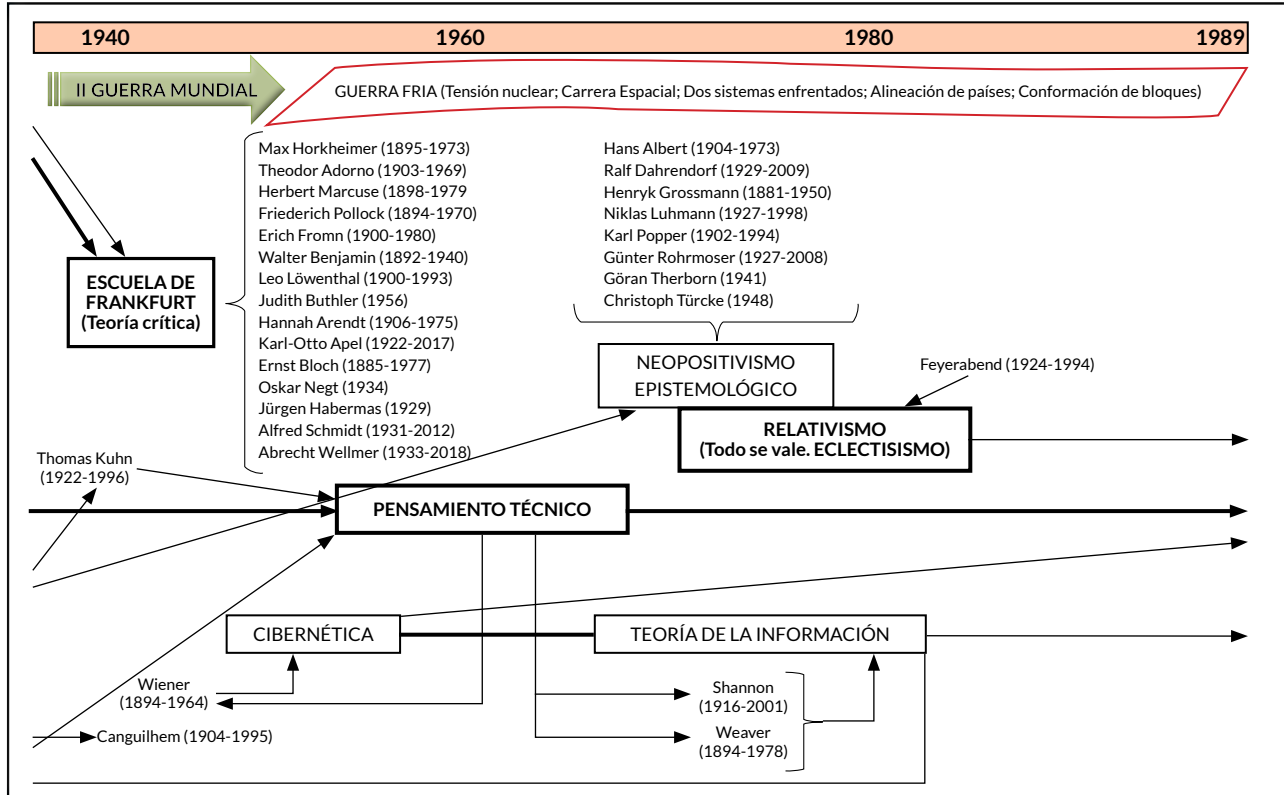 1940 1960 1980 1989
II GUERRA MUNDIAL
GUERRA FRIA (Tensión nuclear; Carrera Espacial; Dos sistemas enfrentados; Alineación de países; Conformación de bloques)
ESCUELA DE
FRANKFURT
(Teoría crítica)
Max Horkheimer (1895-1973)
Theodor Adorno (1903-1969)
Herbert Marcuse (1898-1979
Friederich Pollock (1894-1970)
Erich Fromn (1900-1980)
Walter Benjamin (1892-1940)
Leo Löwenthal (1900-1993)
Judith Buthler (1956)
Hannah Arendt (1906-1975)
Karl-Otto Apel (1922-2017)
Ernst Bloch (1885-1977)
Oskar Negt (1934)
Jürgen Habermas (1929)
Alfred Schmidt (1931-2012)
Abrecht Wellmer (1933-2018)
Hans Albert (1904-1973)
Ralf Dahrendorf (1929-2009)
Henryk Grossmann (1881-1950)
Niklas Luhmann (1927-1998)
Karl Popper (1902-1994)
Günter Rohrmoser (1927-2008)
Göran Therborn (1941)
Christoph Türcke (1948)
NEOPOSITIVISMO
EPISTEMOLÓGICO
Feyerabend (1924-1994)
RELATIVISMO
(Todo se vale. ECLECTISISMO)
Thomas Kuhn
(1922-1996)
PENSAMIENTO TÉCNICO
CIBERNÉTICA
TEORÍA DE LA INFORMACIÓN
Wiener
(1894-1964)
Shannon
(1916-2001)
Canguilhem (1904-1995)
Weaver
(1894-1978)